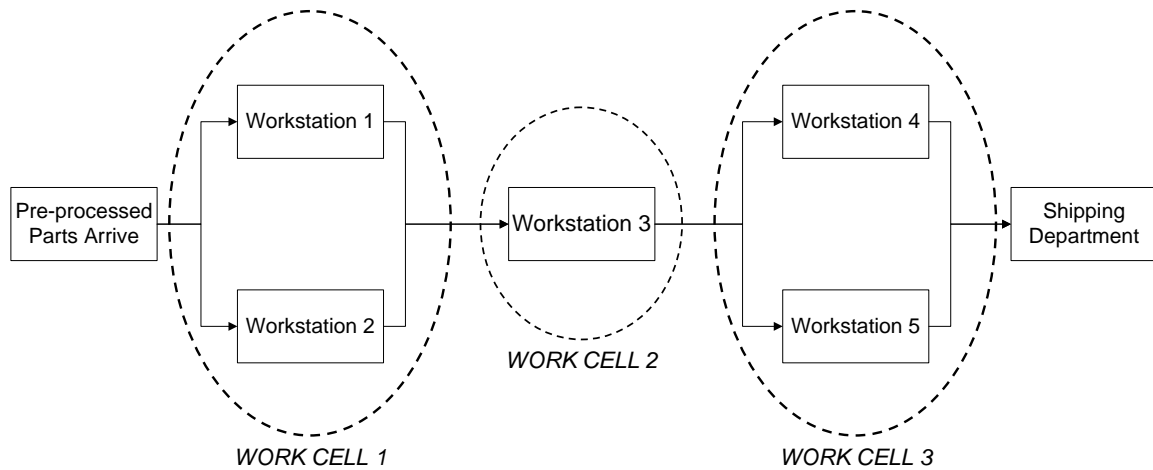 Pre-processed
Parts Arrive
Workstation 1
Workstation 2
WORK CELL 1
Workstation 3
WORK CELL 2
Workstation 4
Workstation 5
WORK CELL 3
Shipping
Department